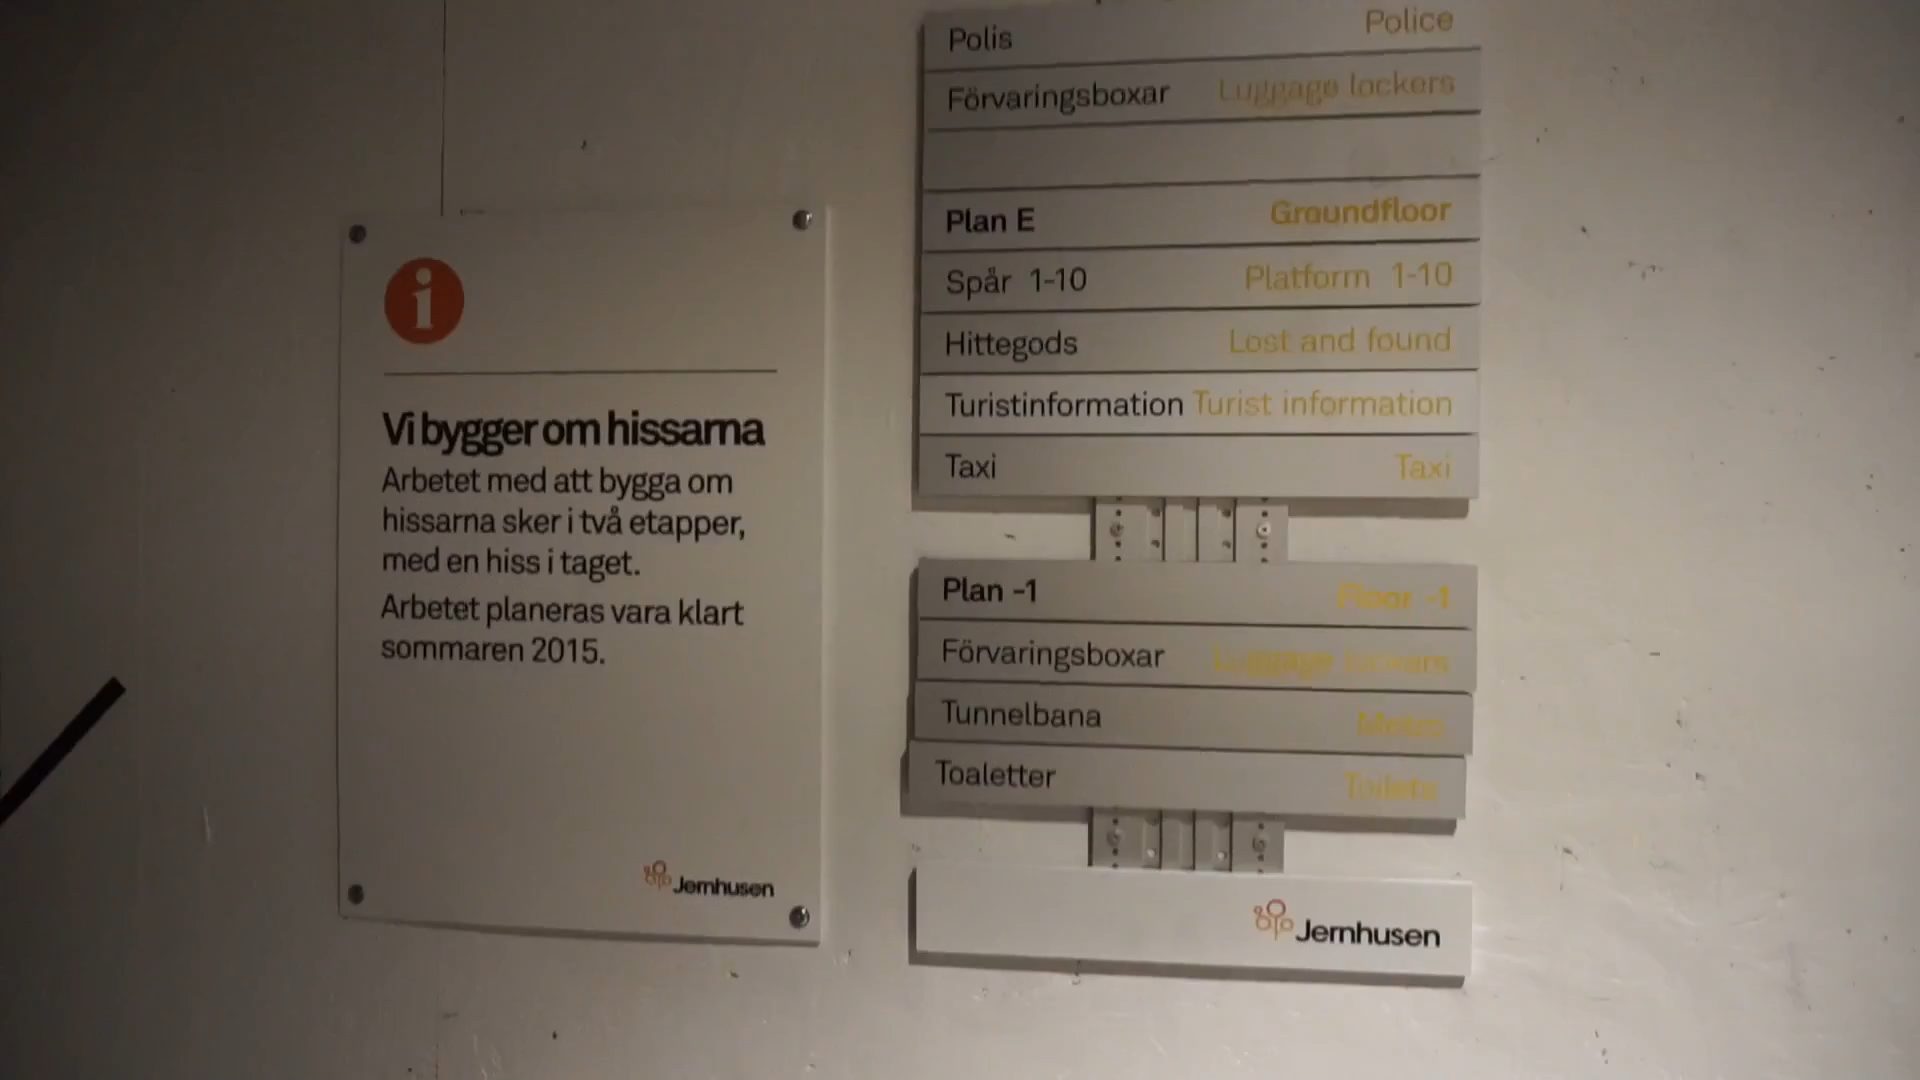 i
Vi bygger om hissarna
Arbetet med att bygga om
hissarna sker i två etapper,
med en hiss i taget.
Arbetet planeras vara klart
sommaren 2015.
Jernhusen
Polis Police
Förvaringsboxar Luggage lockers
Plan E Groundfloor
Spår 1-10 Platform 1-10
Hittegods Lost and found
Turistinformation Turist information
Taxi Taxi
Plan -1 Floor -1
Förvaringsboxar Luggage lockers
Tunnelbana Metro
Toaletter Toilets
Jernhusen